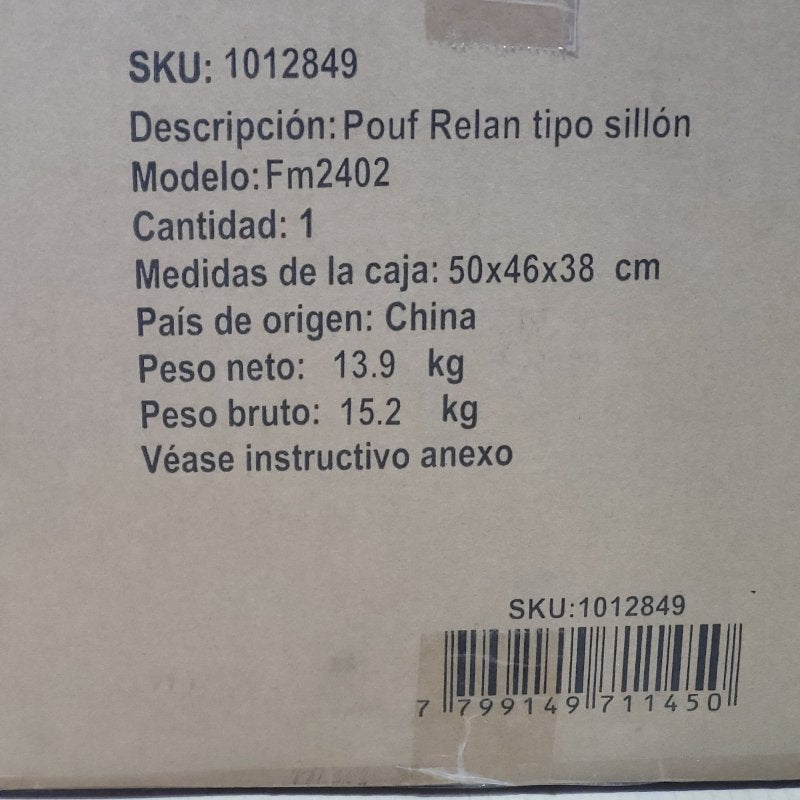 SKU: 1012849
Descripción: Pouf Relan tipo sillón
Modelo: Fm2402
Cantidad: 1
Medidas de la caja: 50x46x38 cm
País de origen: China
Peso neto: 13.9 kg
Peso bruto: 15.2 kg
Véase instructivo anexo
SKU:1012849
7 799149 711450